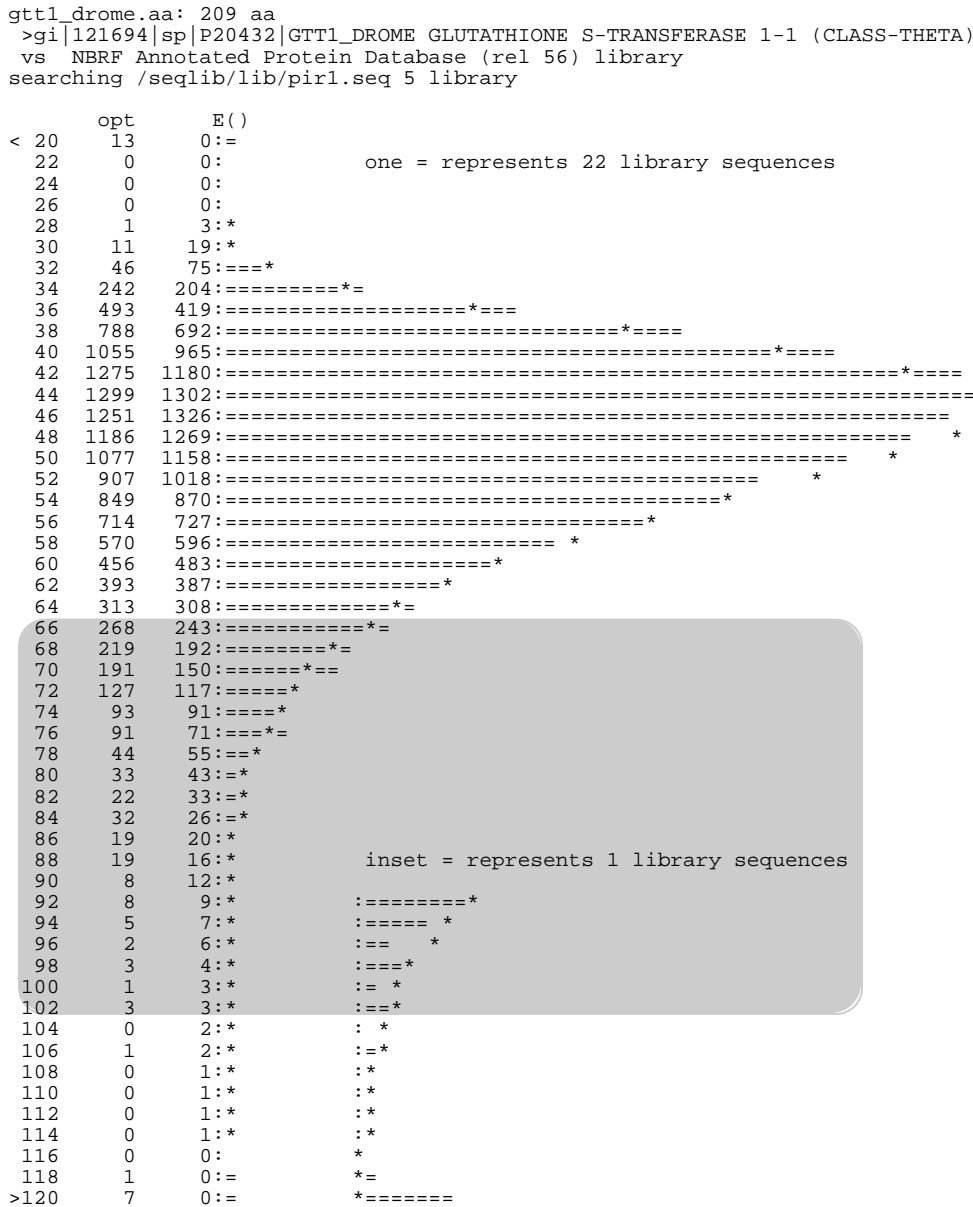 gtt1_drome.aa: 209 aa
>gi|121694|sp|P20432|GTT1_DROME GLUTATHIONE S-TRANSFERASE 1-1 (CLASS-THETA)
vs  NBRF Annotated Protein Database (rel 56) library
searching /seqlib/lib/pir1.seq 5 library
opt E()
< 20 13 0:=
22 0 0: one = represents 22 library sequences
24 0 0:
26 0 0:
28 1 3:*
30 11 19:*
32 46 75:===*
34 242 204:=========*=
36 493 419:===================*===
38 788 692:===============================*====
40 1055 965:===========================================*====
42 1275 1180:=====================================================*====
44 1299 1302:===========================================================
46 1251 1326:=========================================================
48 1186 1269:======================================================   *
50 1077 1158:=================================================   *
52 907 1018:==========================================    *
54 849 870:=======================================*
56 714 727:=================================*
58 570 596:========================== *
60 456 483:=====================*
62 393 387:=================*
64 313 308:=============*=
66 268 243:===========*=
68 219 192:========*=
70 191 150:======*==
72 127 117:=====*
74 93 91:====*
76 91 71:===*=
78 44 55:==*
80 33 43:=*
82 22 33:=*
84 32 26:=*
86 19 20:*
88 19 16:* inset = represents 1 library sequences
90 8 12:*
92 8 9:* :========*
94 5 7:* :===== *
96 2 6:* :==   *
98 3 4:* :===*
100 1 3:* := *
102 3 3:* :==*
104 0 2:* : *
106 1 2:* :=*
108 0 1:* :*
110 0 1:* :*
112 0 1:* :*
114 0 1:* :*
116 0 0: *
118 1 0:= *=
>120 7 0:= *=======